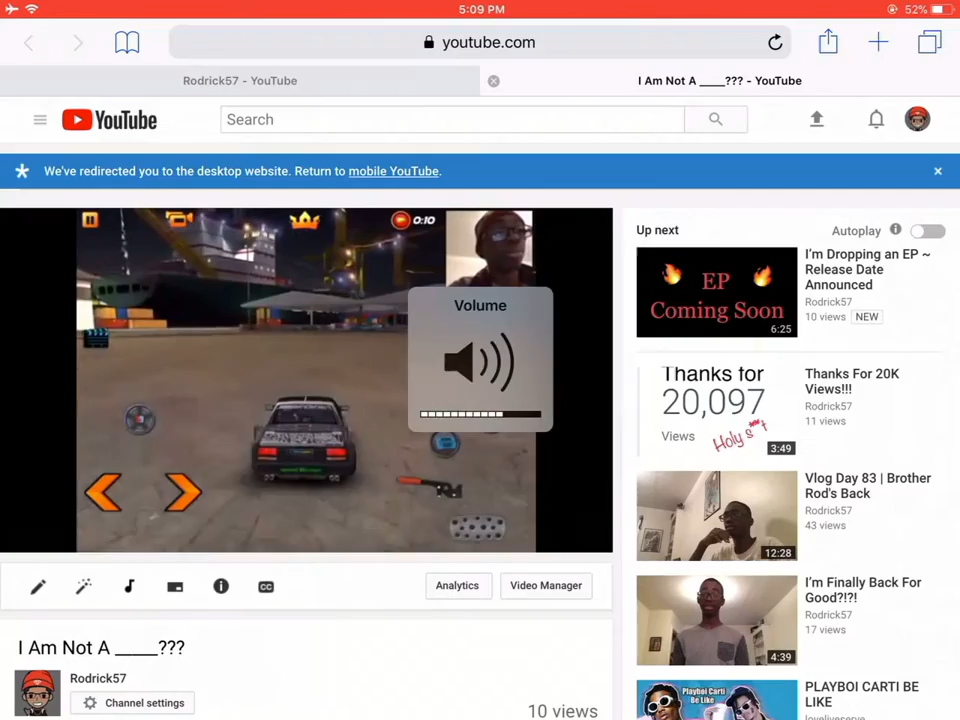 5:09 PM
52%
youtube.com
Rodrick57 - YouTube
I Am Not A ____??? - YouTube
YouTube
Search
We've redirected you to the desktop website. Return to mobile YouTube.
0:10
Volume
Up next
Autoplay
EP
Coming Soon
6:25
I'm Dropping an EP ~
Release Date
Announced
Rodrick57
10 views NEW
Thanks for
20,097
Views
Holy s**t
3:49
Thanks For 20K
Views!!!
Rodrick57
11 views
12:28
Vlog Day 83 | Brother
Rod's Back
Rodrick57
43 views
4:39
I'm Finally Back For
Good?!?!
Rodrick57
17 views
Playboi Carti
Be Like
PLAYBOI CARTI BE
LIKE
loveliveserve
CC
Analytics
Video Manager
I Am Not A ____???
Rodrick57
Channel settings
10 views